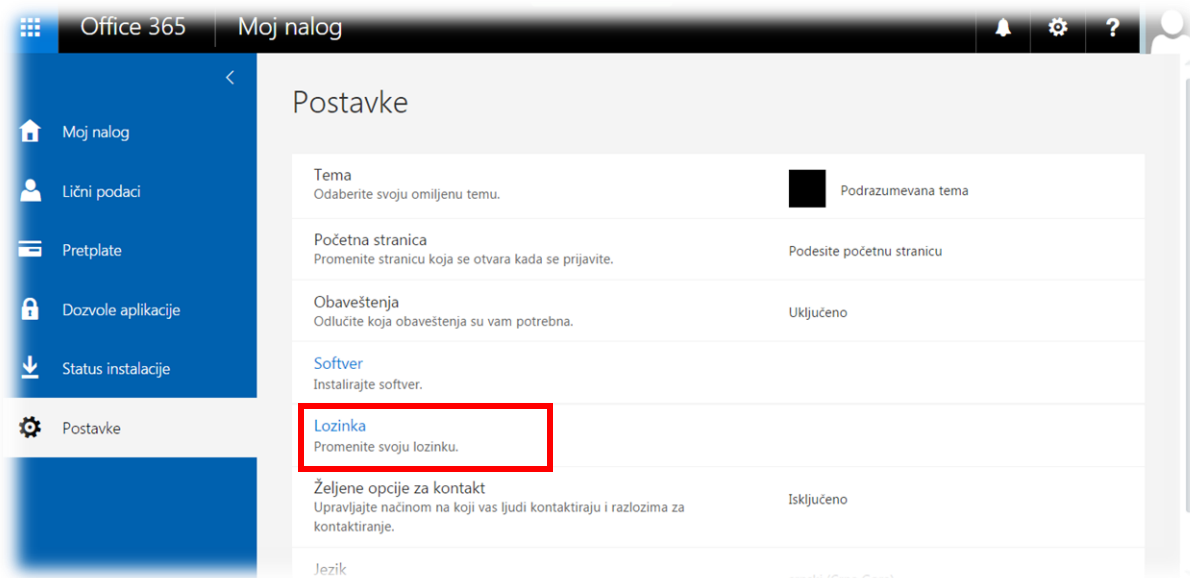 Office 365
Moj nalog
?
Moj nalog
Lični podaci
Pretplate
Dozvole aplikacije
Status instalacije
Postavke
Postavke
Tema
Odaberite svoju omiljenu temu.
Podrazumevana tema
Početna stranica
Promenite stranicu koja se otvara kada se prijavite.
Podesite početnu stranicu
Obaveštenja
Odlučite koja obaveštenja su vam potrebna.
Uključeno
Softver
Instalirajte softver.
Lozinka
Promenite svoju lozinku.
Željene opcije za kontakt
Upravljajte načinom na koji vas ljudi kontaktiraju i razlozima za
kontaktiranje.
Isključeno
Jezik